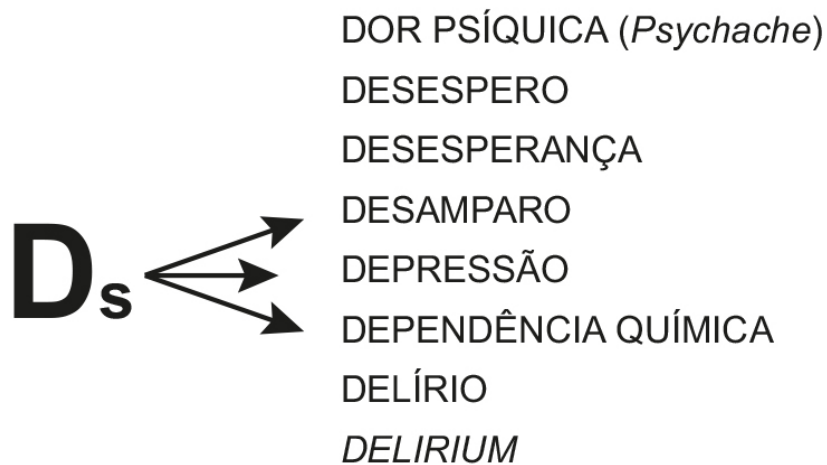 DOR PSÍQUICA (Psychache)
DESESPERO
DESESPERANÇA
DESAMPARO
Ds
DEPRESSÃO
DEPENDÊNCIA QUÍMICA
DELÍRIO
DELIRIUM